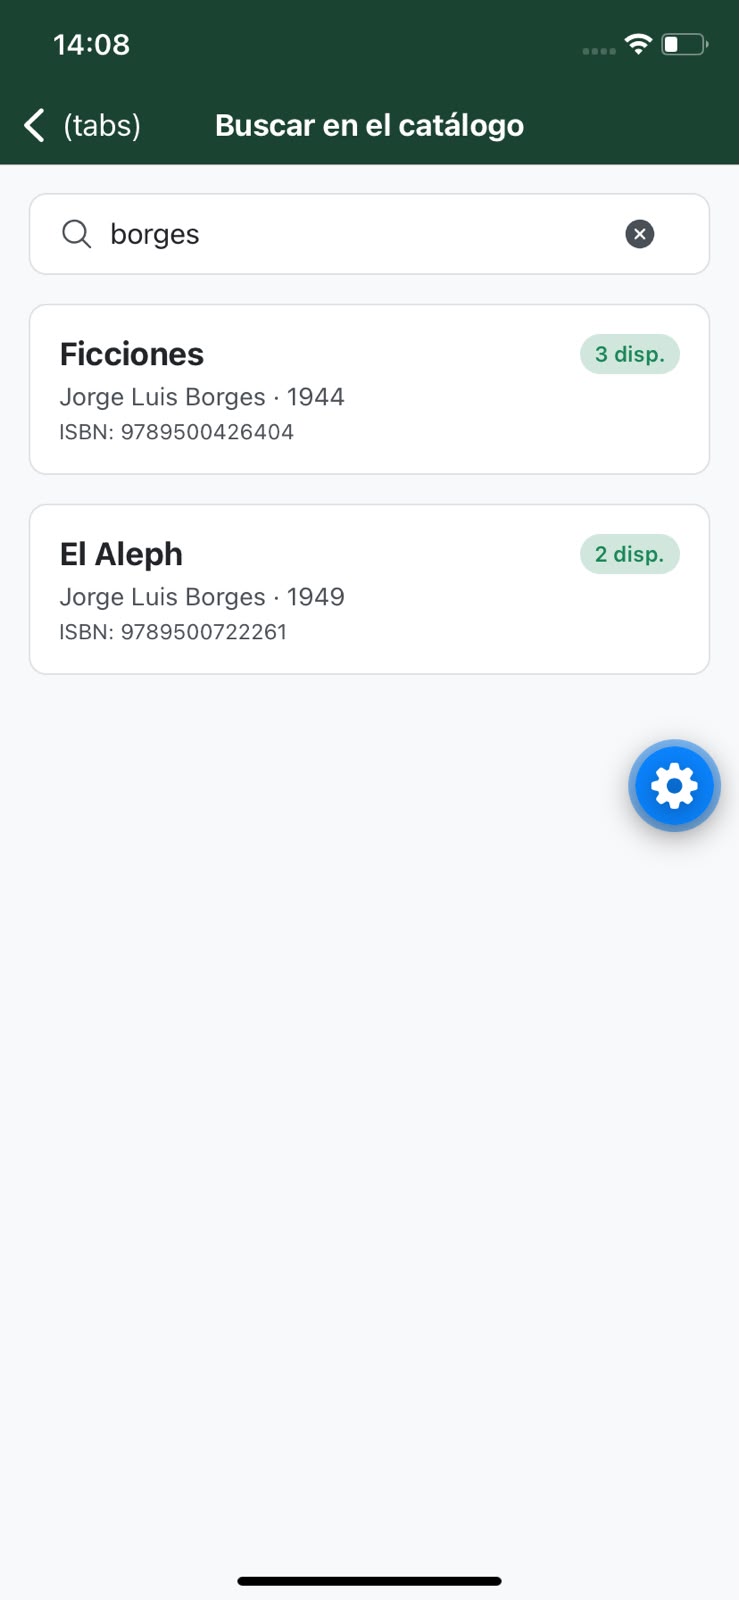 14:08
(tabs)
Buscar en el catálogo
borges
Ficciones
3 disp.
Jorge Luis Borges · 1944
ISBN: 9789500426404
El Aleph
2 disp.
Jorge Luis Borges · 1949
ISBN: 9789500722261